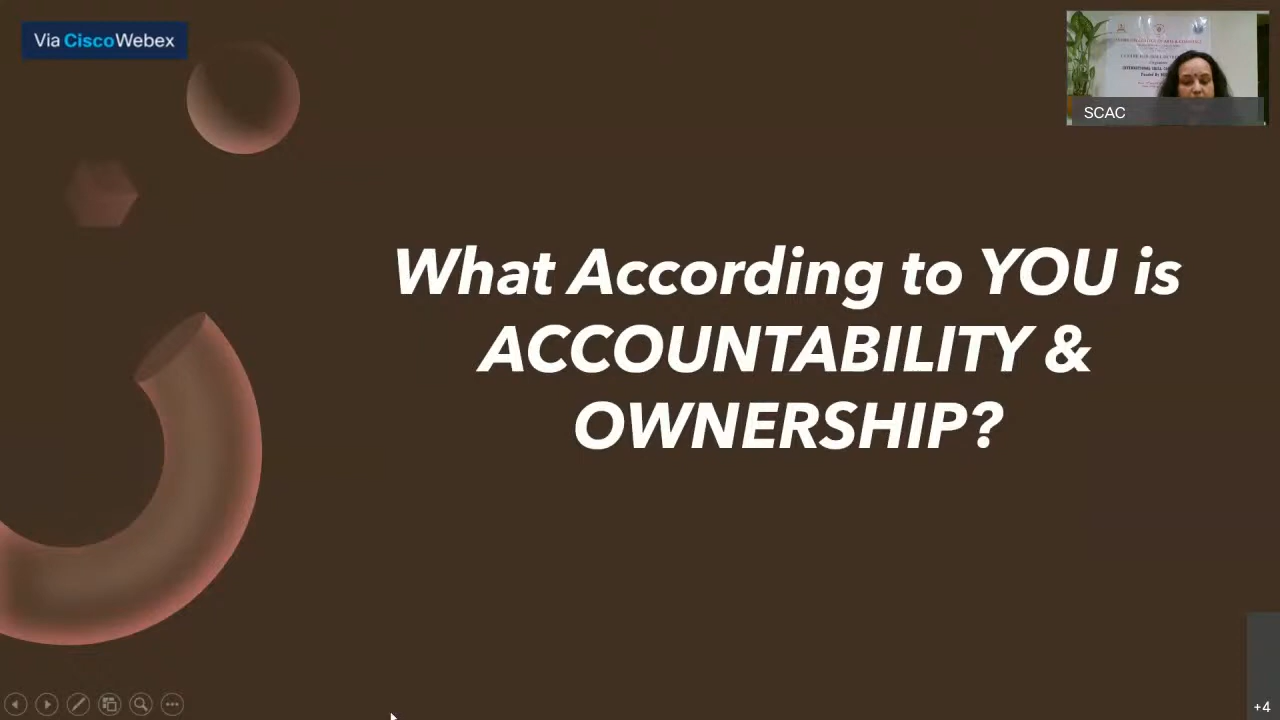 Via CiscoWebex
SCAC
What According to YOU is
ACCOUNTABILITY &
OWNERSHIP?
+4